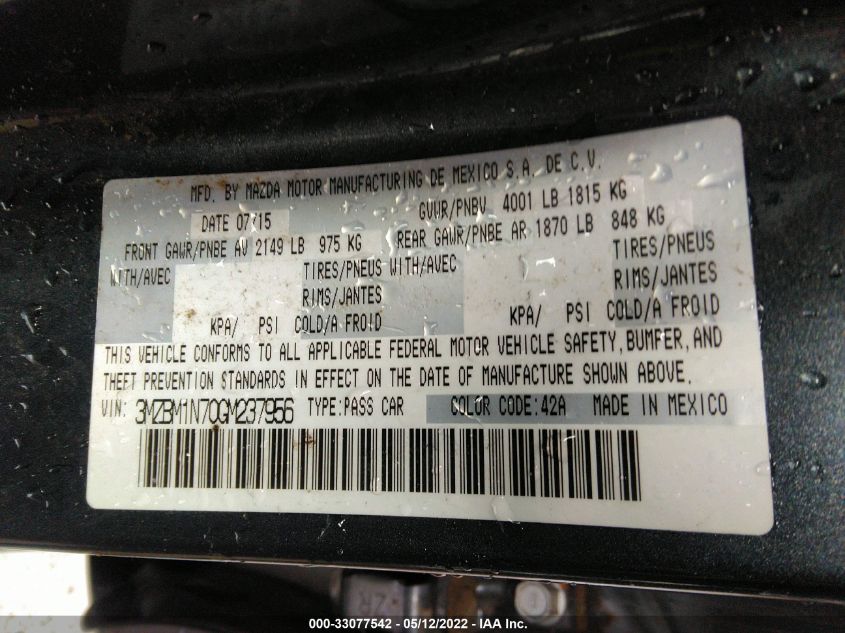 MFD. BY MAZDA MOTOR MANUFACTURING DE MEXICO S.A. DE C.V.
DATE 07/15 GVWR/PNBV 4001 LB 1815 KG
FRONT GAWR/PNBE AV 2149 LB 975 KG REAR GAWR/PNBE AR 1870 LB 848 KG
WITH/AVEC TIRES/PNEUS WITH/AVEC TIRES/PNEUS
RIMS/JANTES RIMS/JANTES
KPA/ PSI COLD/A FROID KPA/ PSI COLD/A FROID
THIS VEHICLE CONFORMS TO ALL APPLICABLE FEDERAL MOTOR VEHICLE SAFETY, BUMPER, AND
THEFT PREVENTION STANDARDS IN EFFECT ON THE DATE OF MANUFACTURE SHOWN ABOVE.
VIN: 3MZBM1N70GM237956 TYPE:PASS CAR COLOR CODE:42A MADE IN MEXICO
000-33077542 - 05/12/2022 - IAA Inc.